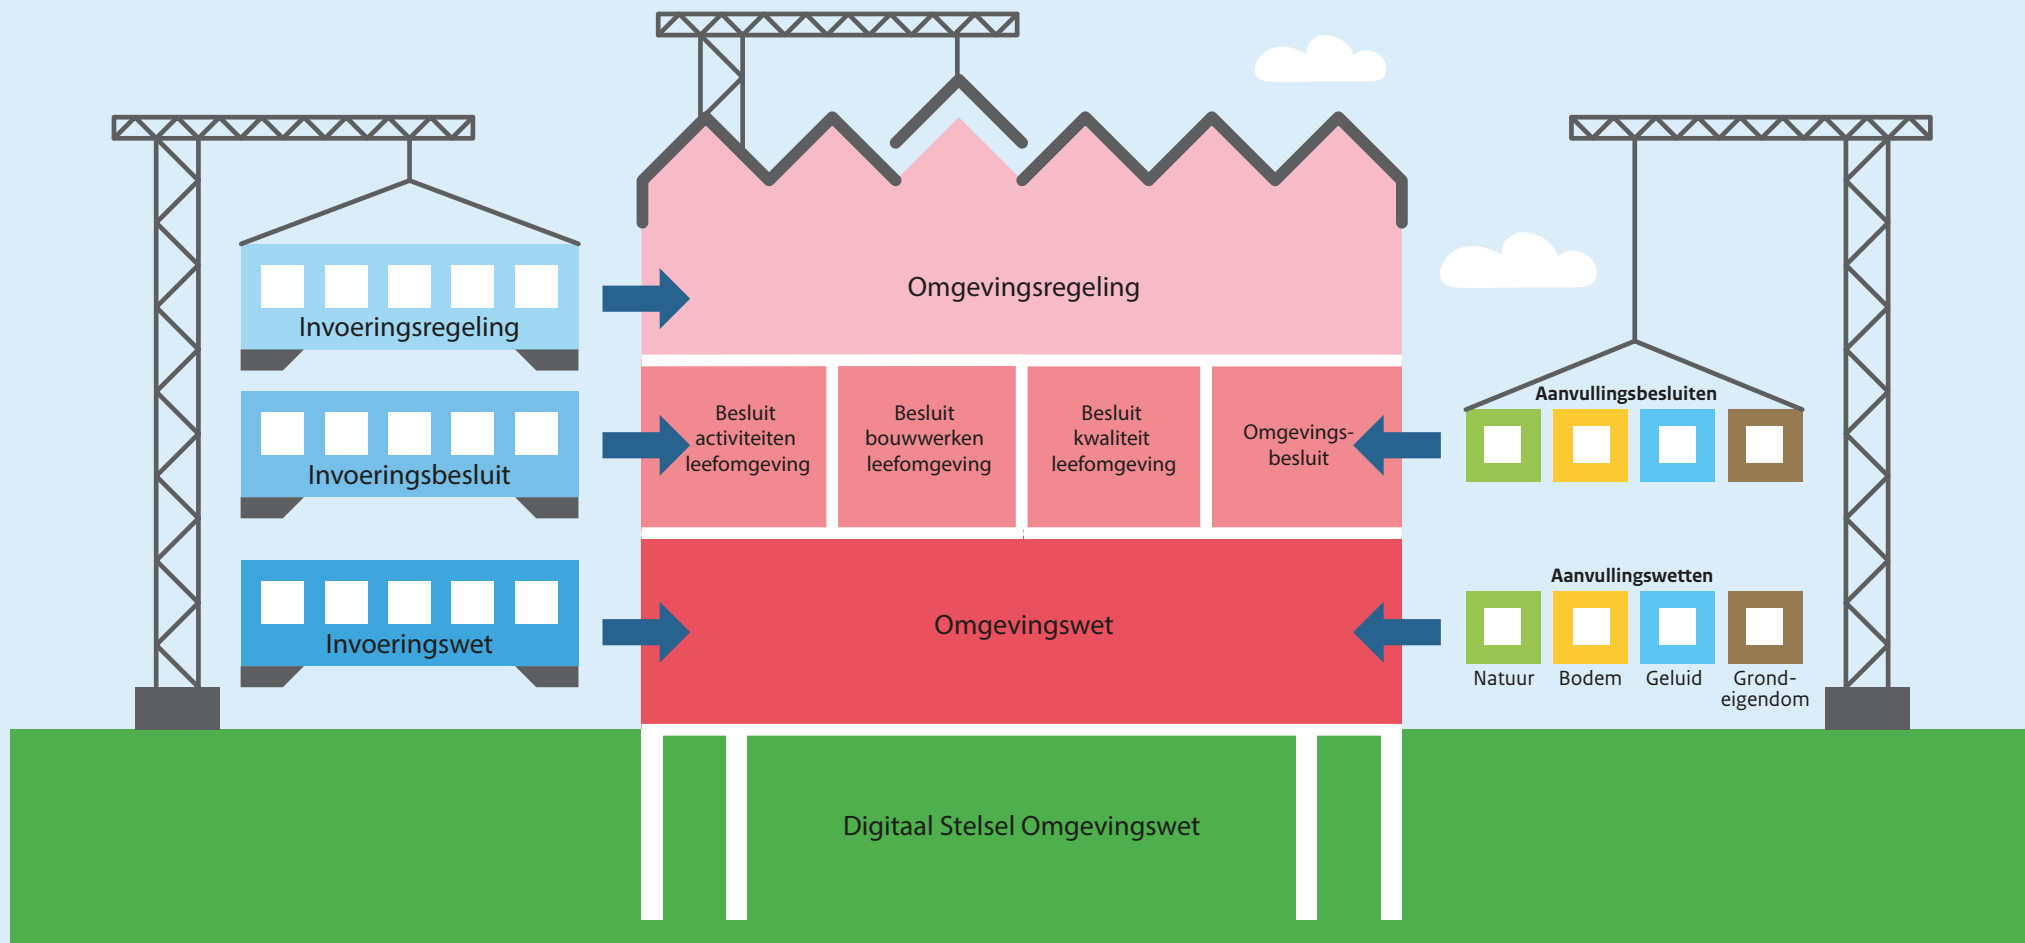 Invoeringsregeling
Invoeringsbesluit
Invoeringswet
Omgevingsregeling
Besluit
activiteiten
leefomgeving
Besluit
bouwwerken
leefomgeving
Besluit
kwaliteit
leefomgeving
Omgevings-
besluit
Omgevingswet
Digitaal Stelsel Omgevingswet
Aanvullingsbesluiten
Aanvullingswetten
Natuur
Bodem
Geluid
Grond-
eigendom